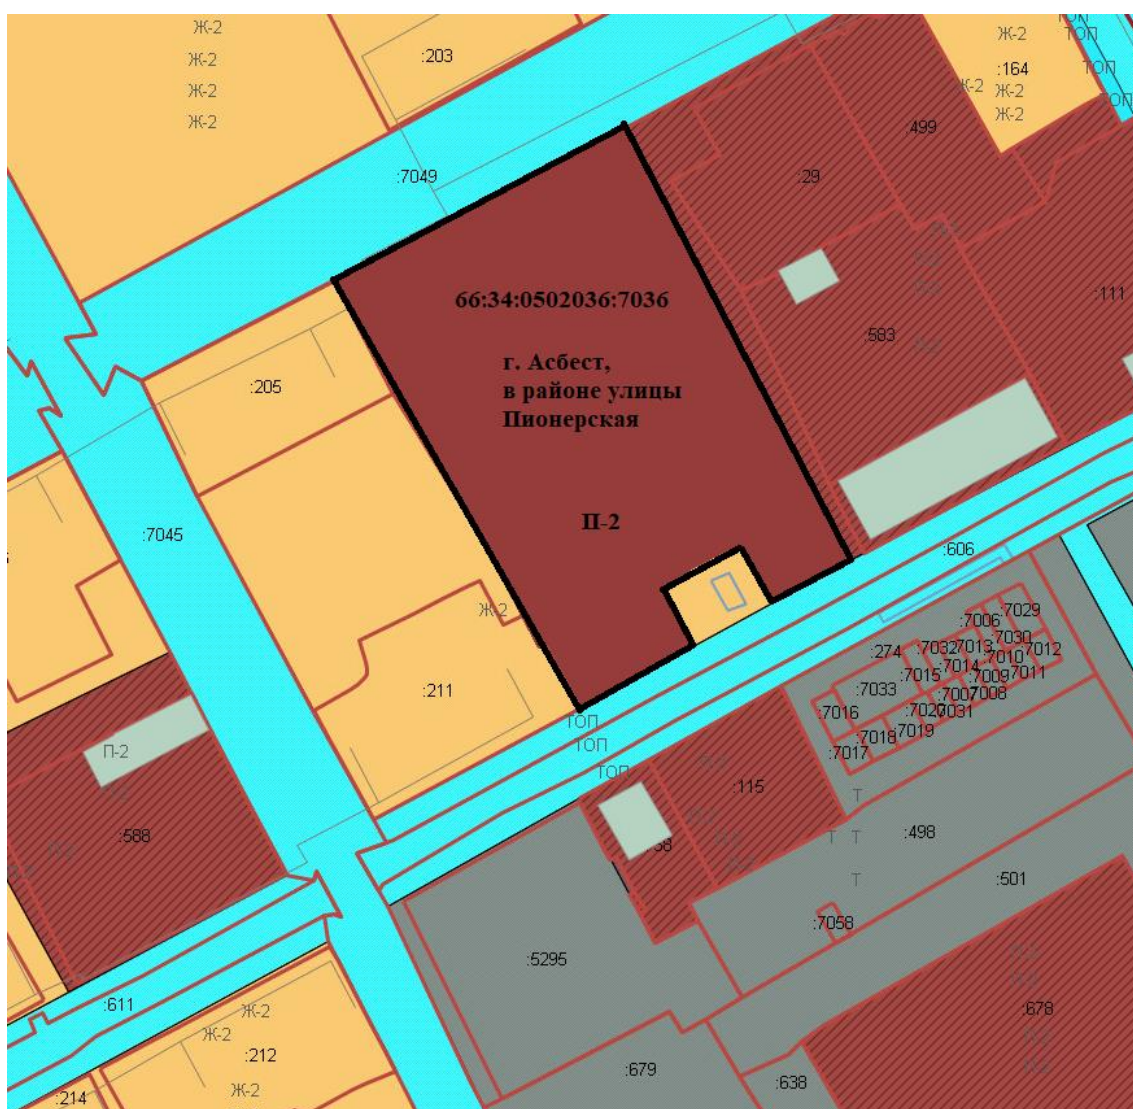 Ж-2
Ж-2
Ж-2
Ж-2
:203
Ж-2
ТОП
ТОП
:164
ТОП
Ж-2
Ж-2
ТОП
Ж-2
:499
:7049
:29
66:34:0502036:7036
г. Асбест,
в районе улицы
Пионерская
П-2
:111
:583
:205
:7045
:606
Ж-2
:7029
:7006
:7030
:274
:7032
:7013
:7012
:7010
:7014
:7015
:7009
:7011
:7033
:7007
:7008
:7016
:7031
:7019
:7018
:7017
:211
ТОП
ТОП
ТОП
П-2
:115
Т
Т
Т
Т
:588
:498
:501
:7058
:5295
:611
Ж-2
Ж-2
:212
Ж-2
:214
:678
:679
:638